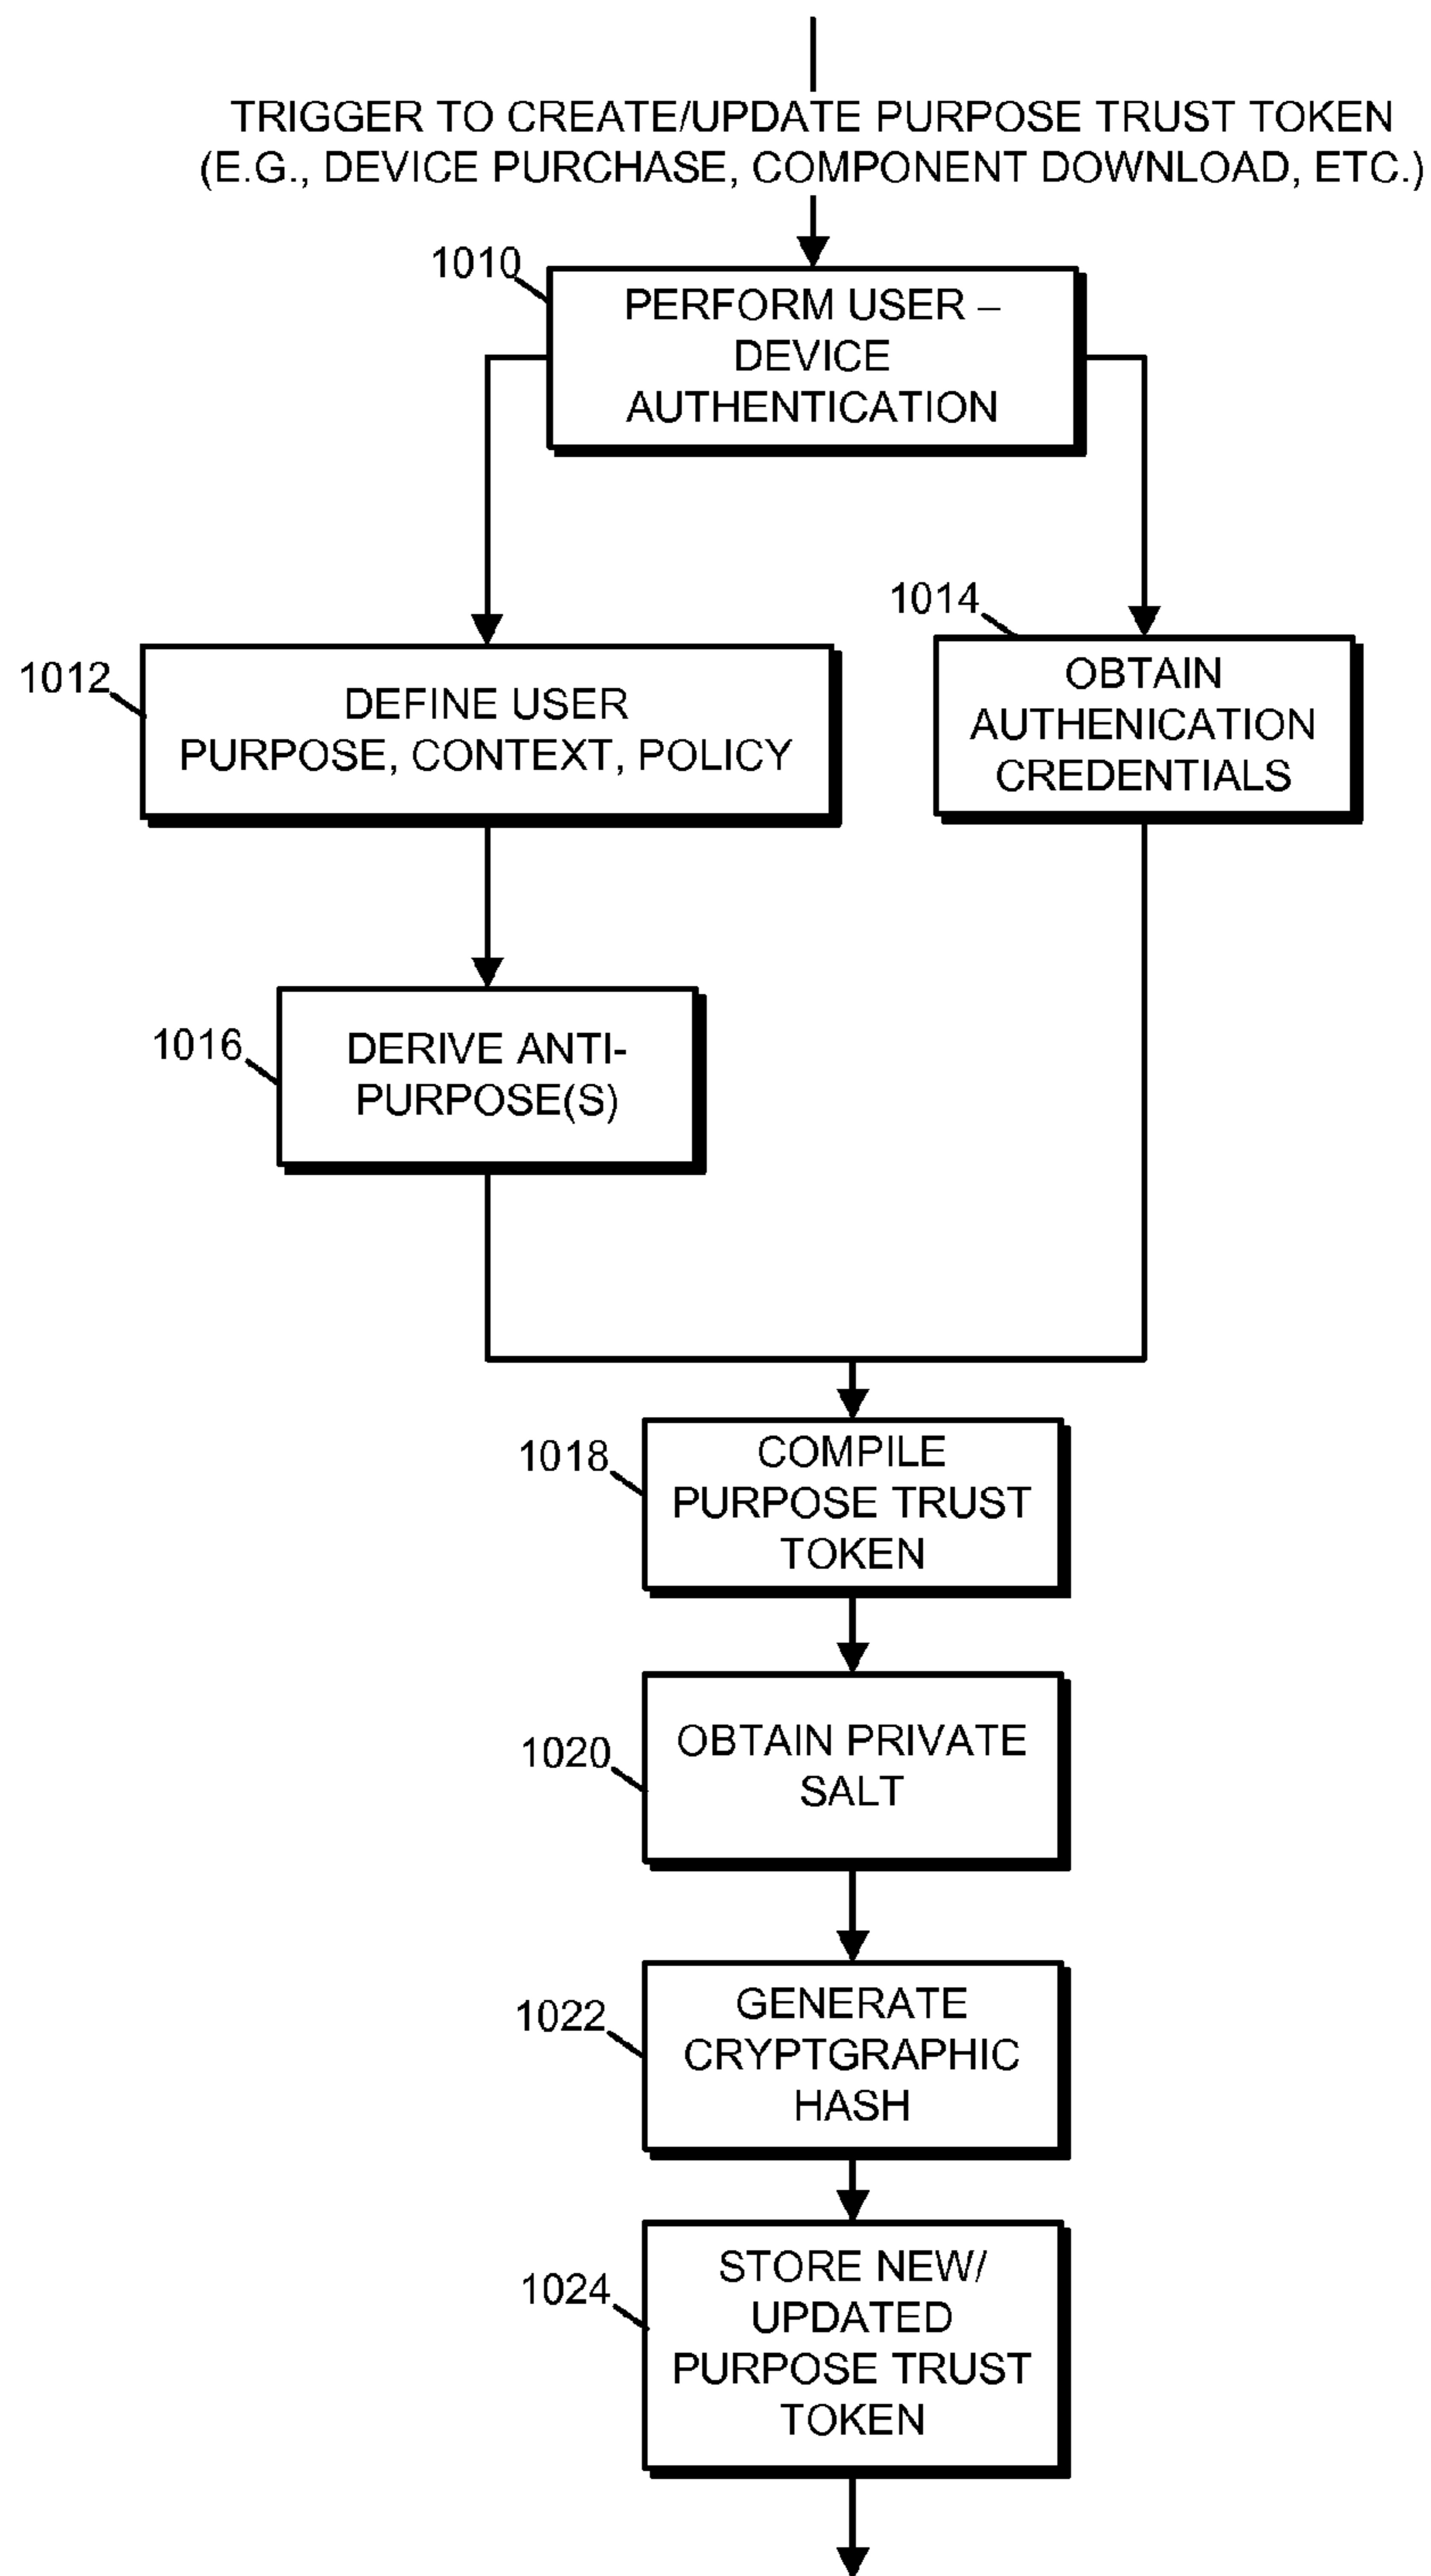 TRIGGER TO CREATE/UPDATE PURPOSE TRUST TOKEN
(E.G., DEVICE PURCHASE, COMPONENT DOWNLOAD, ETC.)
1010
PERFORM USER –
DEVICE
AUTHENTICATION
1012
DEFINE USER
PURPOSE, CONTEXT, POLICY
1014
OBTAIN
AUTHENICATION
CREDENTIALS
1016
DERIVE ANTI-
PURPOSE(S)
1018
COMPILE
PURPOSE TRUST
TOKEN
1020
OBTAIN PRIVATE
SALT
1022
GENERATE
CRYPTGRAPHIC
HASH
1024
STORE NEW/
UPDATED
PURPOSE TRUST
TOKEN